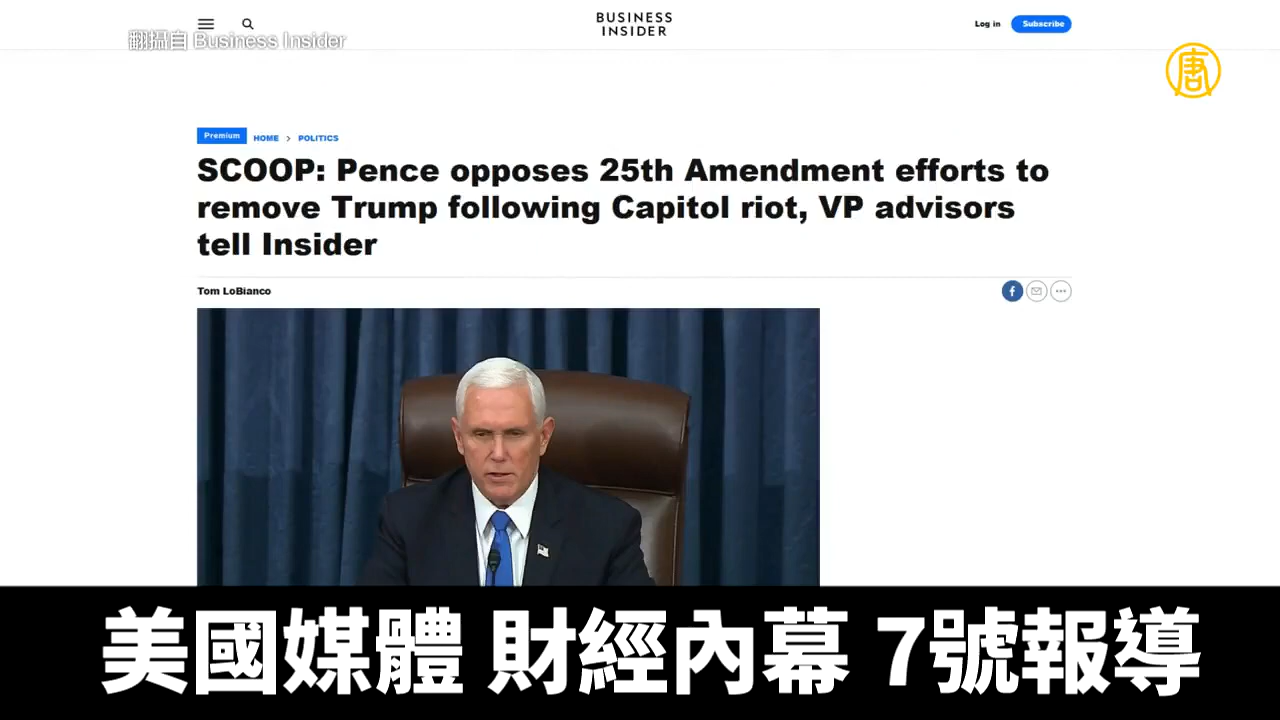 BUSINESS
INSIDER
Log in
Subscribe
翻攝自 Business Insider
唐
Premium
HOME > POLITICS
SCOOP: Pence opposes 25th Amendment efforts to
remove Trump following Capitol riot, VP advisors
tell Insider
Tom LoBianco
美國媒體 財經內幕 7號報導